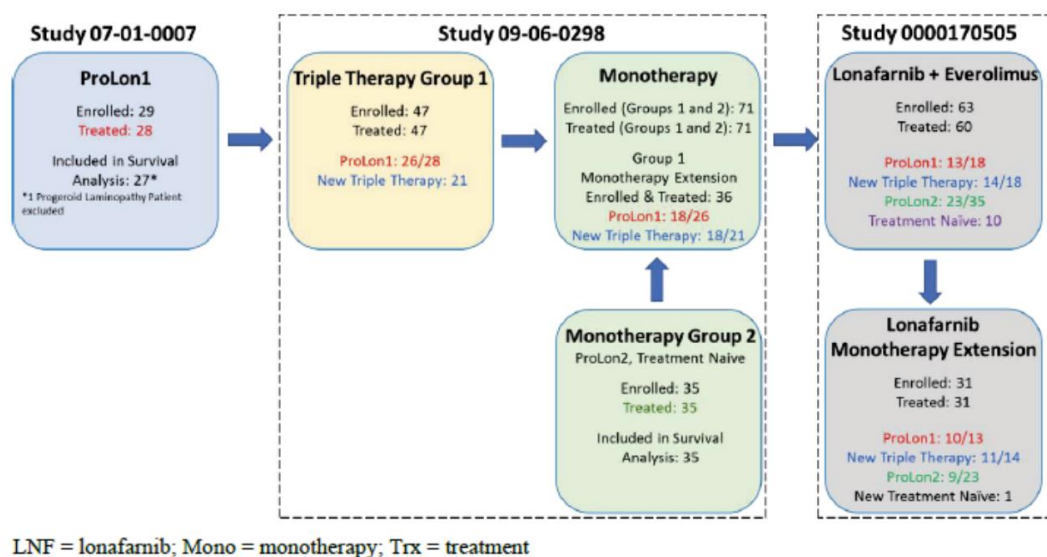 Study 07-01-0007
ProLon1
Enrolled: 29
Treated: 28
Included in Survival
Analysis: 27*
*1 Progeroid Laminopathy Patient
excluded
Study 09-06-0298
Triple Therapy Group 1
Enrolled: 47
Treated: 47
ProLon1: 26/28
New Triple Therapy: 21
Monotherapy
Enrolled (Groups 1 and 2): 71
Treated (Groups 1 and 2): 71
Group 1
Monotherapy Extension
Enrolled & Treated: 36
ProLon1: 18/26
New Triple Therapy: 18/21
Monotherapy Group 2
ProLon2, Treatment Naive
Enrolled: 35
Treated: 35
Included in Survival
Analysis: 35
Study 0000170505
Lonafarnib + Everolimus
Enrolled: 63
Treated: 60
ProLon1: 13/18
New Triple Therapy: 14/18
ProLon2: 23/35
Treatment Naïve: 10
Lonafarnib
Monotherapy Extension
Enrolled: 31
Treated: 31
ProLon1: 10/13
New Triple Therapy: 11/14
ProLon2: 9/23
New Treatment Naïve: 1
LNF = lonafarnib; Mono = monotherapy; Trx = treatment